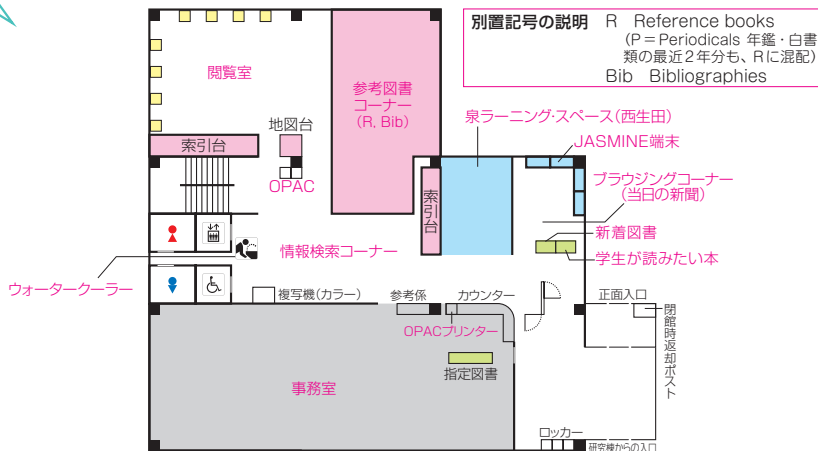 別置記号の説明 R Reference books
(P=Periodicals 年鑑・白書
類の最近2年分も、Rに混配)
Bib Bibliographies
閲覧室
参考図書
コーナー
(R, Bib)
地図台
索引台
OPAC
泉ラーニング・スペース(西生田)
JASMINE端末
ブラウジングコーナー
(当日の新聞)
索引台
新着図書
学生が読みたい本
情報検索コーナー
ウォータークーラー
複写機(カラー)
参考係
カウンター
正面入口
閉館時返却ポスト
OPACプリンター
指定図書
事務室
ロッカー
研究棟からの入口